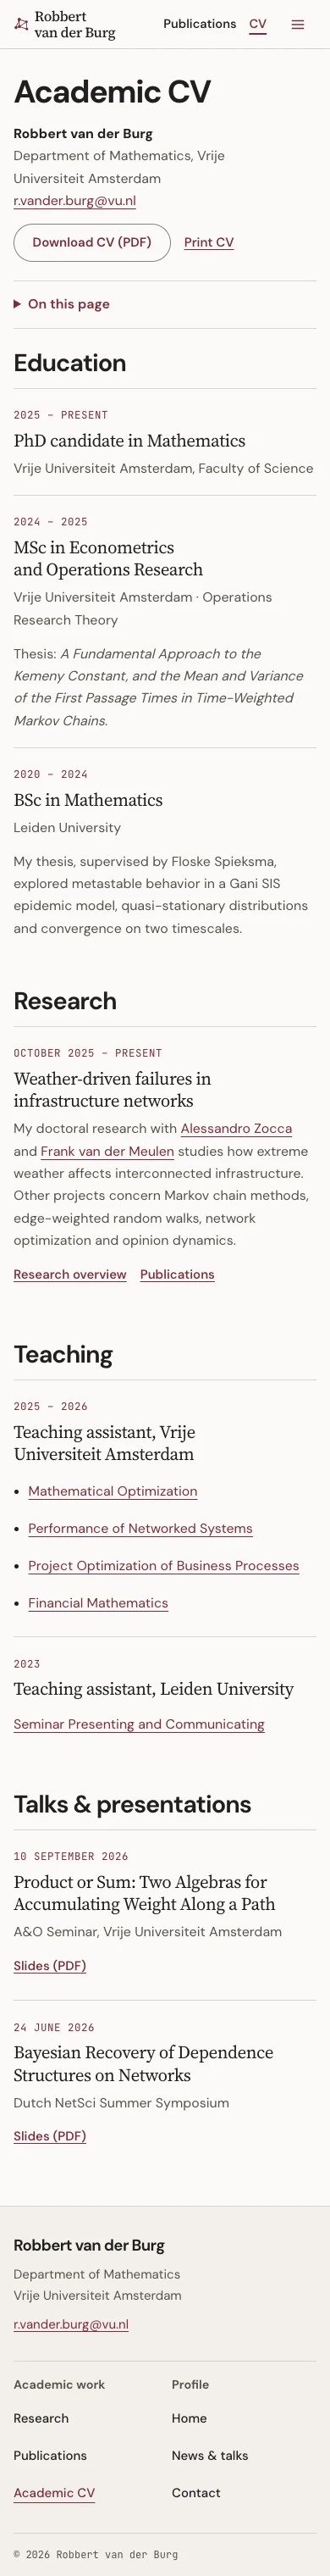 Robbert
van der Burg
Publications CV
Academic CV
Robbert van der Burg
Department of Mathematics, Vrije
Universiteit Amsterdam
r.vander.burg@vu.nl
Download CV (PDF) Print CV
On this page
Education
2025 – PRESENT
PhD candidate in Mathematics
Vrije Universiteit Amsterdam, Faculty of Science
2024 – 2025
MSc in Econometrics
and Operations Research
Vrije Universiteit Amsterdam · Operations
Research Theory
Thesis: A Fundamental Approach to the
Kemeny Constant, and the Mean and Variance
of the First Passage Times in Time-Weighted
Markov Chains.
2020 – 2024
BSc in Mathematics
Leiden University
My thesis, supervised by Floske Spieksma,
explored metastable behavior in a Gani SIS
epidemic model, quasi-stationary distributions
and convergence on two timescales.
Research
OCTOBER 2025 – PRESENT
Weather-driven failures in
infrastructure networks
My doctoral research with Alessandro Zocca
and Frank van der Meulen studies how extreme
weather affects interconnected infrastructure.
Other projects concern Markov chain methods,
edge-weighted random walks, network
optimization and opinion dynamics.
Research overview Publications
Teaching
2025 – 2026
Teaching assistant, Vrije
Universiteit Amsterdam
• Mathematical Optimization
• Performance of Networked Systems
• Project Optimization of Business Processes
• Financial Mathematics
2023
Teaching assistant, Leiden University
Seminar Presenting and Communicating
Talks & presentations
10 SEPTEMBER 2026
Product or Sum: Two Algebras for
Accumulating Weight Along a Path
A&O Seminar, Vrije Universiteit Amsterdam
Slides (PDF)
24 JUNE 2026
Bayesian Recovery of Dependence
Structures on Networks
Dutch NetSci Summer Symposium
Slides (PDF)
Robbert van der Burg
Department of Mathematics
Vrije Universiteit Amsterdam
r.vander.burg@vu.nl
Academic work Profile
Research Home
Publications News & talks
Academic CV Contact
© 2026 Robbert van der Burg